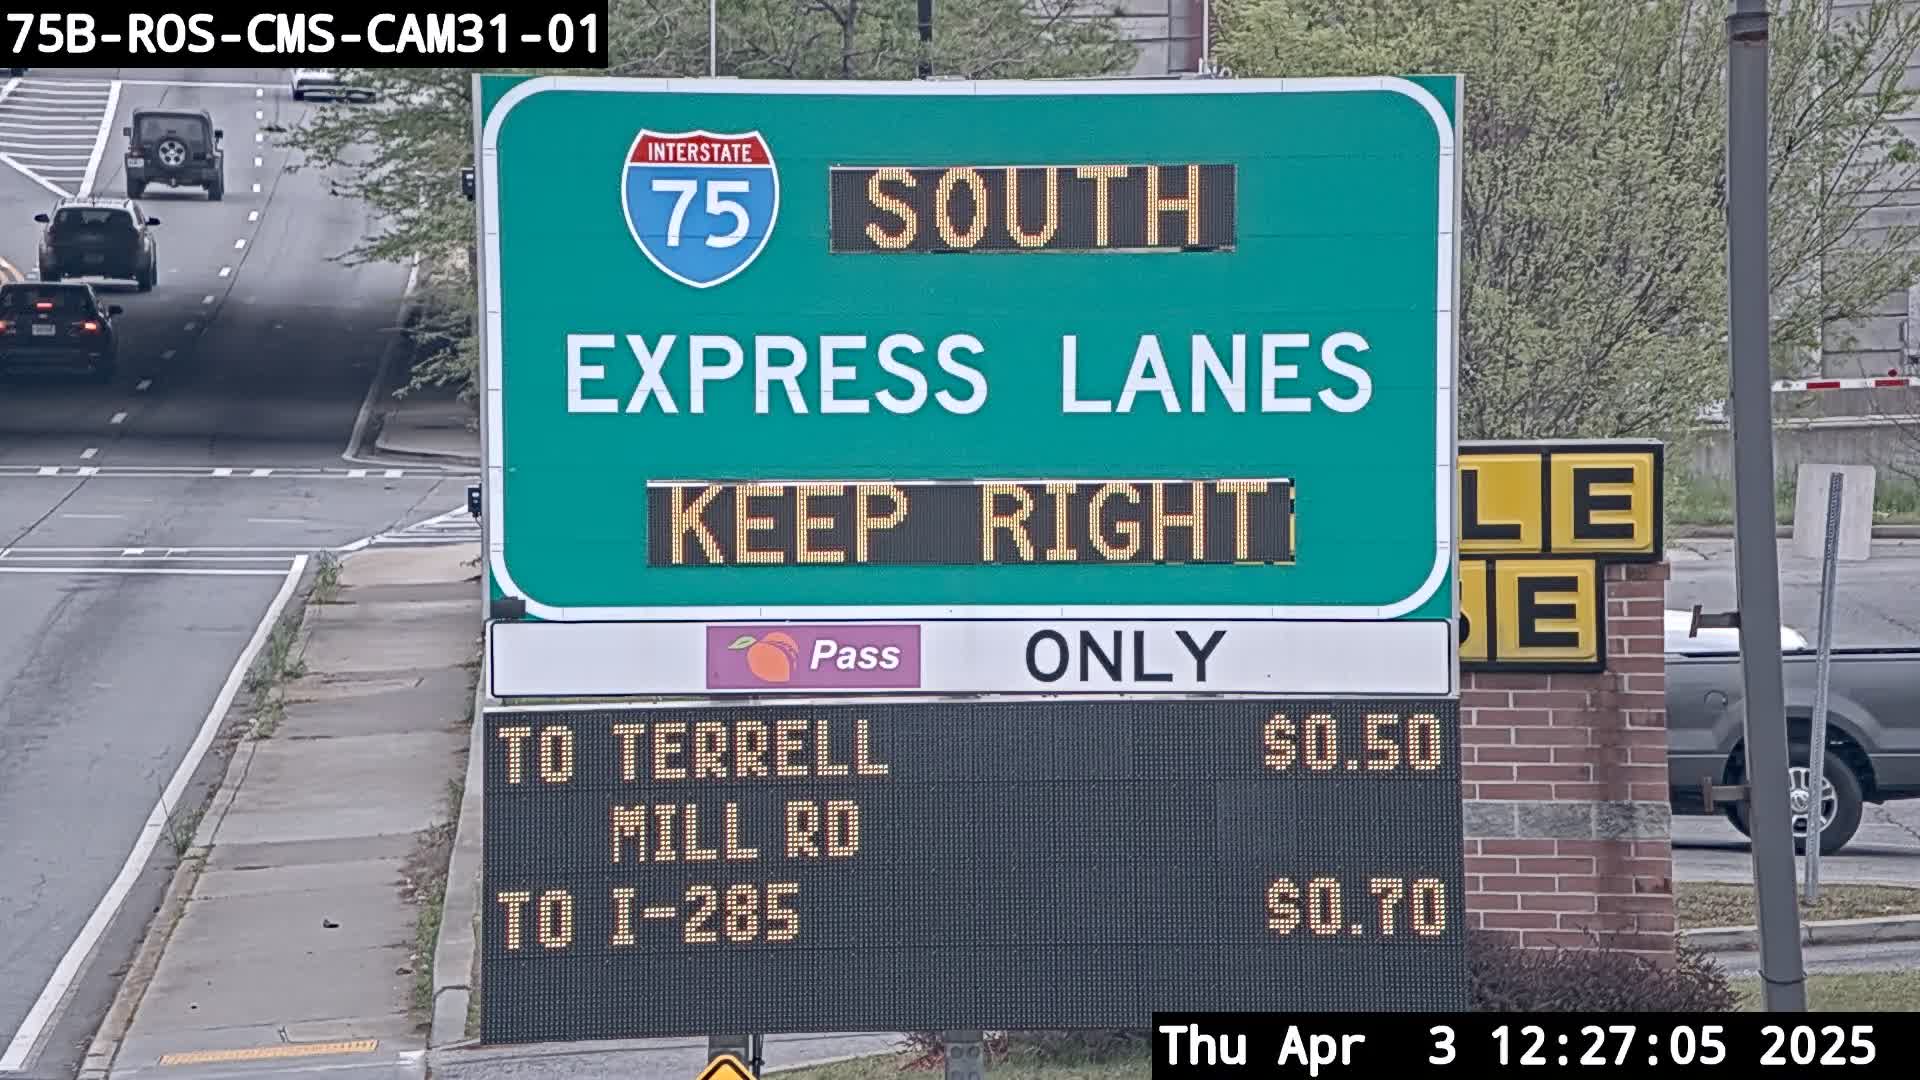 75B-ROS-CMS-CAM31-01
INTERSTATE
75
SOUTH
EXPRESS LANES
KEEP RIGHT
Pass ONLY
TO TERRELL $0.50
MILL RD
TO I-285 $0.70
LE
E
Thu Apr 3 12:27:05 2025